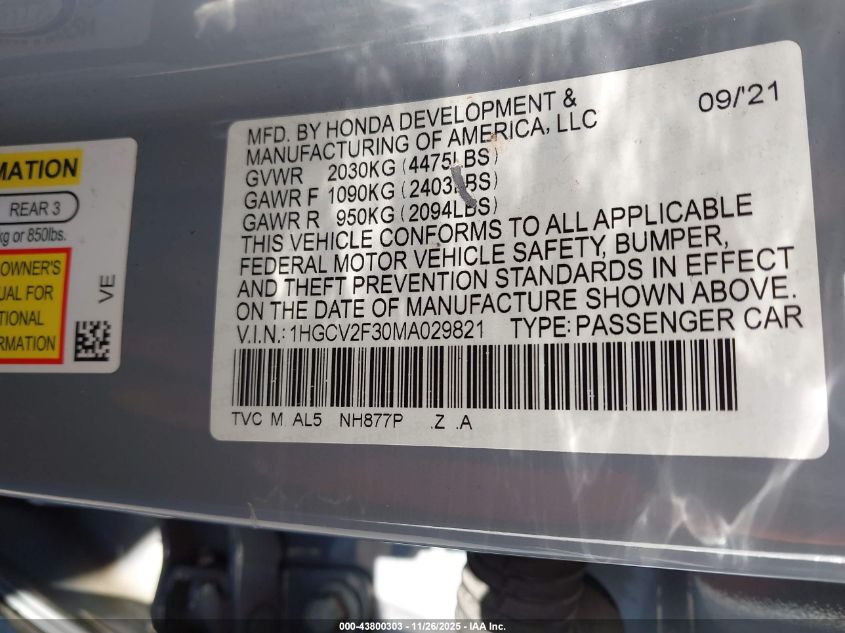 MATION
REAR 3
kg or 850lbs.
OWNER'S
UAL FOR
TIONAL
ORMATION
VE
09/'21
MFD. BY HONDA DEVELOPMENT &
MANUFACTURING OF AMERICA, LLC
GVWR 2030KG (4475LBS)
GAWR F 1090KG (2403LBS)
GAWR R 950KG (2094LBS)
THIS VEHICLE CONFORMS TO ALL APPLICABLE
FEDERAL MOTOR VEHICLE SAFETY, BUMPER,
AND THEFT PREVENTION STANDARDS IN EFFECT
ON THE DATE OF MANUFACTURE SHOWN ABOVE.
V.I.N.: 1HGCV2F30MA029821 TYPE: PASSENGER CAR
TVC M AL5 NH877P .Z .A
000-43800303 — 11/26/2025 — IAA Inc.